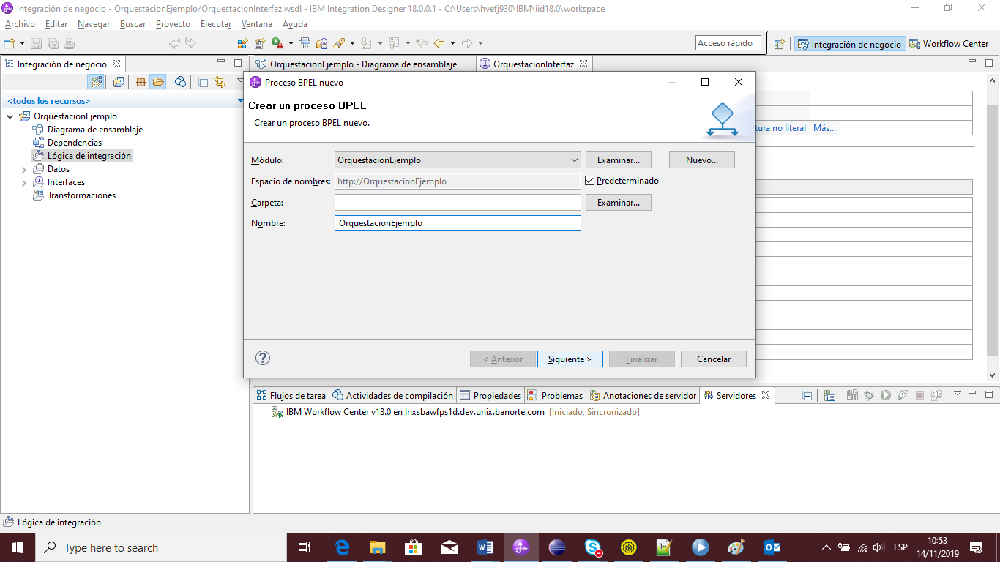 Integración de negocio - OrquestacionEjemplo/OrquestacionInterfaz.wsdl - IBM Integration Designer 18.0.0.1 - C:\Users\hvefj930\IBM\iid18.0\workspace
Archivo Editar Navegar Buscar Proyecto Ejecutar Ventana Ayuda
Acceso rápido Integración de negocio Workflow Center
Integración de negocio OrquestacionEjemplo - Diagrama de ensamblaje OrquestacionInterfaz
<todos los recursos>
OrquestacionEjemplo
Diagrama de ensamblaje
Dependencias
Lógica de integración
Datos
Interfaces
Transformaciones
Proceso BPEL nuevo
Crear un proceso BPEL
Crear un proceso BPEL nuevo.
tura no literal Más...
Módulo: OrquestacionEjemplo Examinar... Nuevo...
Espacio de nombres: http://OrquestacionEjemplo Predeterminado
Carpeta: Examinar...
Nombre: OrquestacionEjemplo
< Anterior Siguiente > Finalizar Cancelar
Flujos de tarea Actividades de compilación Propiedades Problemas Anotaciones de servidor Servidores
IBM Workflow Center v18.0 en lnxsbawfps1d.dev.unix.banorte.com [Iniciado, Sincronizado]
Lógica de integración
Type here to search
ESP
10:53
14/11/2019